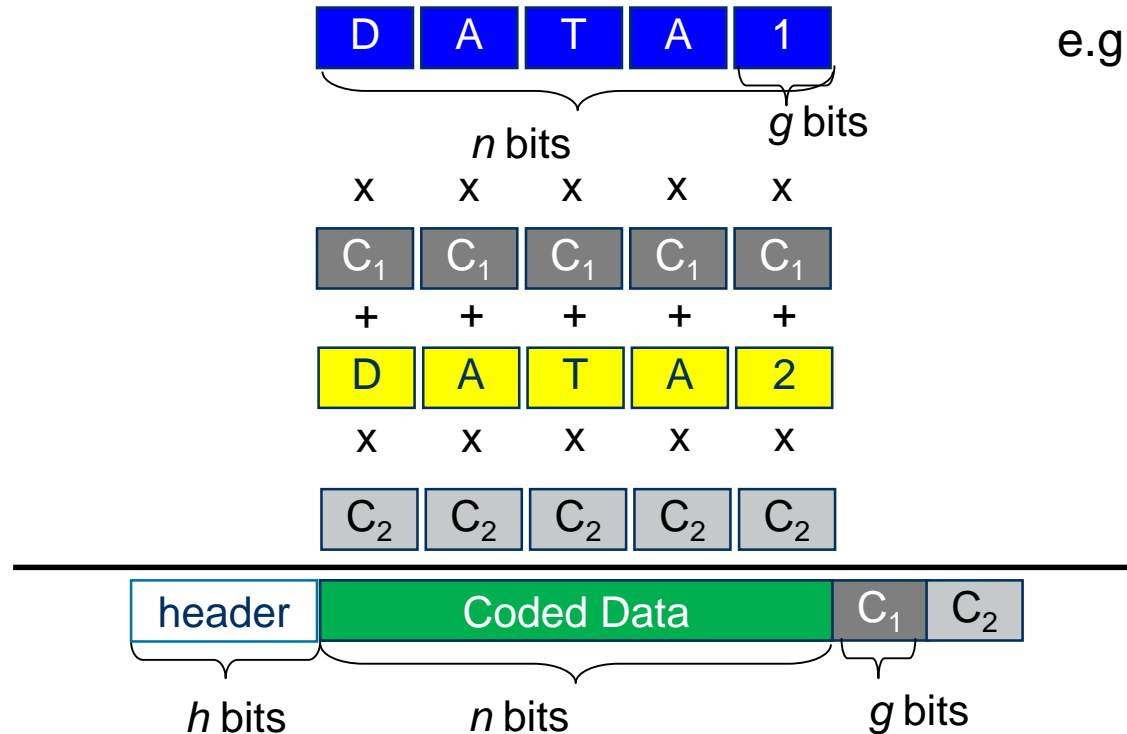 D A T A 1 e.g
g bits
n bits
x x x x x
C₁ C₁ C₁ C₁ C₁
+ + + + +
D A T A 2
x x x x x
C₂ C₂ C₂ C₂ C₂
header Coded Data C₁ C₂
h bits n bits g bits